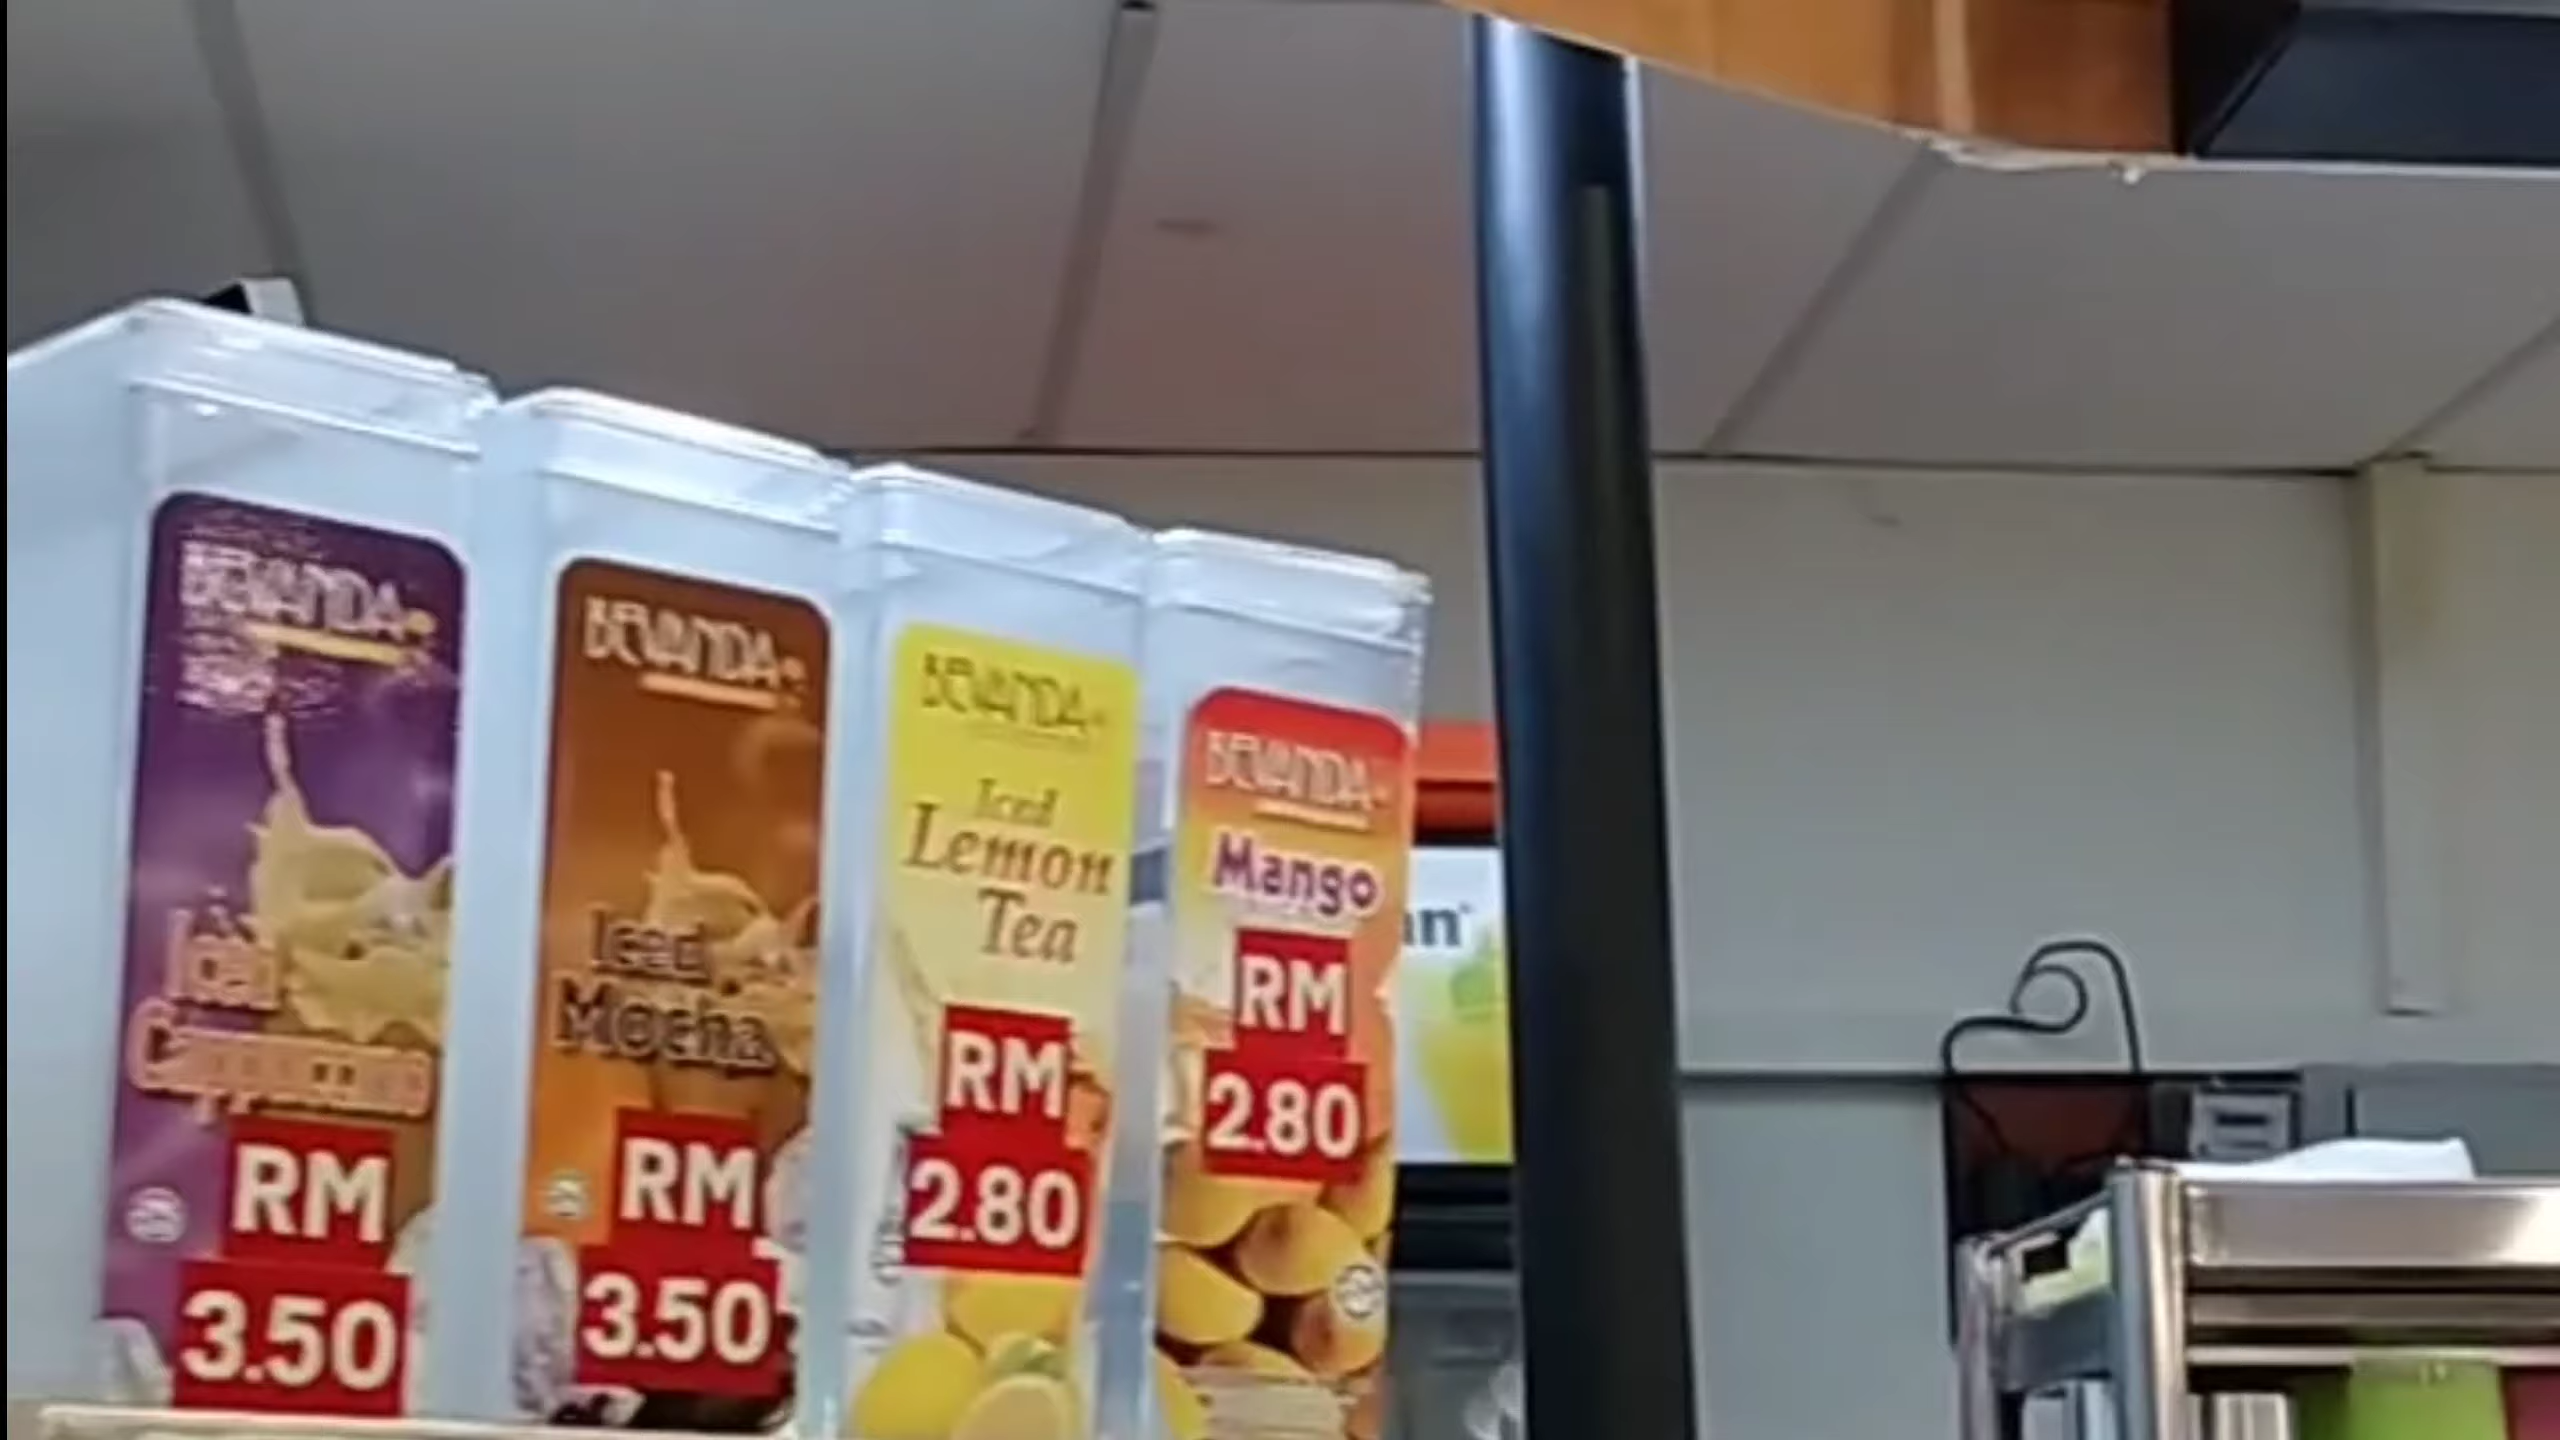 BEVANDA
Iced
Cappuccino
RM
3.50
BEVANDA
Iced
Mocha
RM
3.50
BEVANDA
Iced
Lemon
Tea
RM
2.80
BEVANDA
Mango
RM
2.80